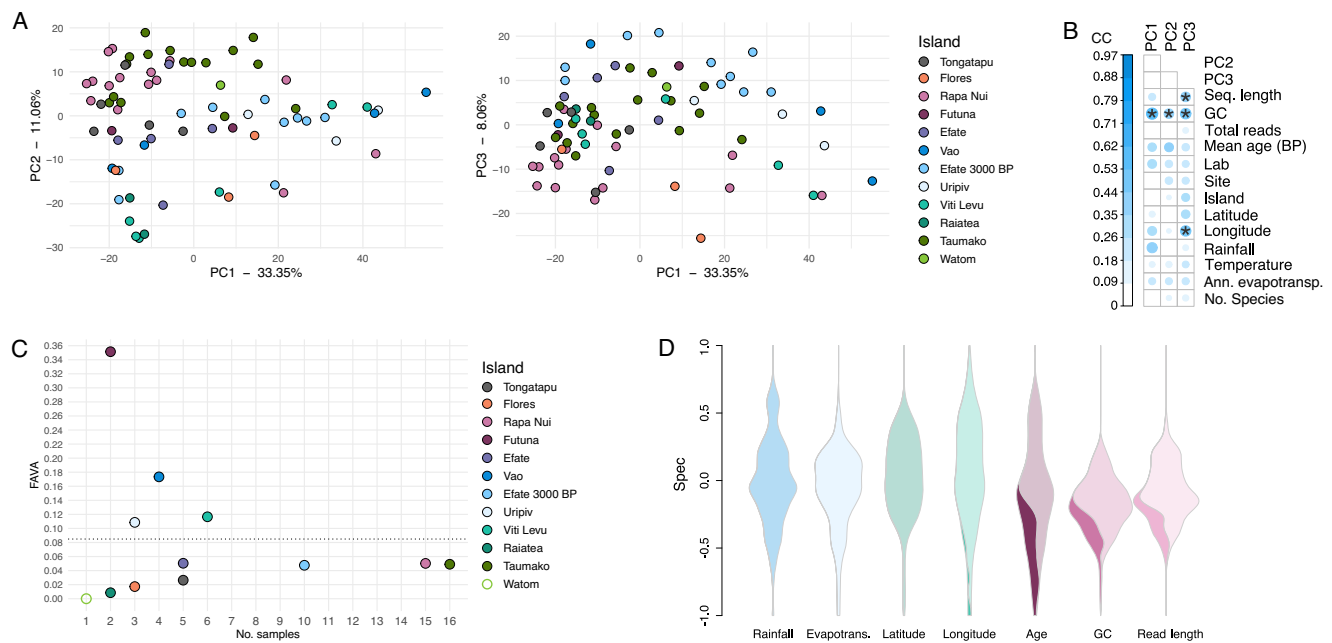 A
PC2 – 11.06%
20
10
0
−10
−20
−30
−20
0
20
40
PC1 – 33.35%
PC3 – 8.06%
20
10
0
−10
−20
−20
0
20
40
PC1 – 33.35%
Island
Tongatapu
Flores
Rapa Nui
Futuna
Efate
Vao
Efate 3000 BP
Uripiv
Viti Levu
Raiatea
Taumako
Watom
B
CC
0.97
0.88
0.79
0.71
0.62
0.53
0.44
0.35
0.26
0.18
0.09
0
PC1
PC2
PC3
PC2
PC3
Seq. length
GC
Total reads
Mean age (BP)
Lab
Site
Island
Latitude
Longitude
Rainfall
Temperature
Ann. evapotransp.
No. Species
* 
* * *
*
C
FAVA
0.36
0.34
0.32
0.30
0.28
0.26
0.24
0.22
0.20
0.18
0.16
0.14
0.12
0.10
0.08
0.06
0.04
0.02
0.00
1 2 3 4 5 6 7 8 9 10 11 12 13 14 15 16
No. samples
Island
Tongatapu
Flores
Rapa Nui
Futuna
Efate
Vao
Efate 3000 BP
Uripiv
Viti Levu
Raiatea
Taumako
Watom
D
Spec
1.0
0.5
0.0
-0.5
-1.0
Rainfall Evapotrans. Latitude Longitude Age GC Read length